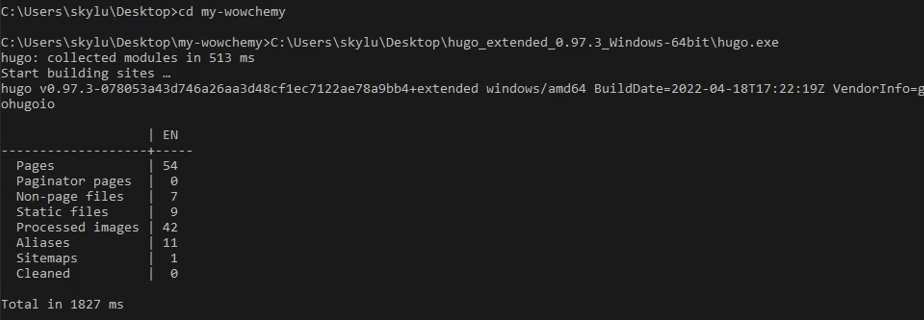 C:\Users\skylu\Desktop>cd my-wowchemy
C:\Users\skylu\Desktop\my-wowchemy>C:\Users\skylu\Desktop\hugo_extended_0.97.3_Windows-64bit\hugo.exe
hugo: collected modules in 513 ms
Start building sites …
hugo v0.97.3-078053a43d746a26aa3d48cf1ec7122ae78a9bb4+extended windows/amd64 BuildDate=2022-04-18T17:22:19Z VendorInfo=g
ohugoio
                   | EN
-------------------+-----
  Pages            | 54
  Paginator pages  |  0
  Non-page files   |  7
  Static files     |  9
  Processed images | 42
  Aliases          | 11
  Sitemaps         |  1
  Cleaned          |  0
Total in 1827 ms